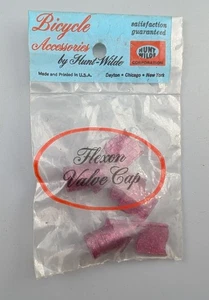 Bicycle
Accessories
by Hunt-Wilde
satisfaction
guaranteed
HUNT
WILDE
CORPORATION
Made and Printed in U.S.A.
Dayton • Chicago • New York
Flexon
Valve Cap